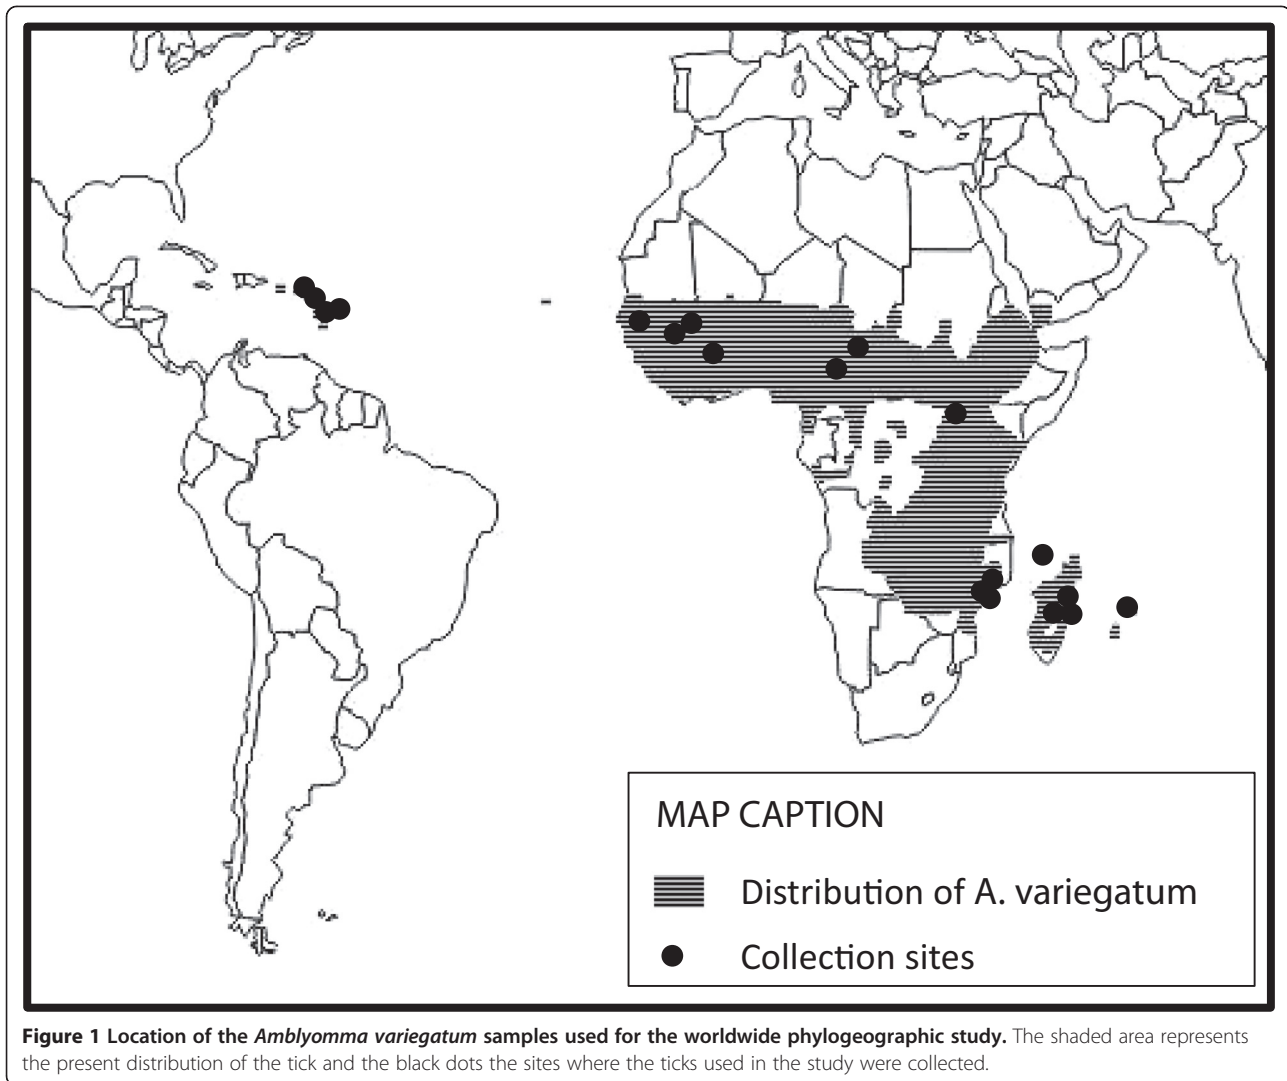 MAP CAPTION
Distribution of A. variegatum
Collection sites
Figure 1 Location of the Amblyomma variegatum samples used for the worldwide phylogeographic study. The shaded area represents
the present distribution of the tick and the black dots the sites where the ticks used in the study were collected.